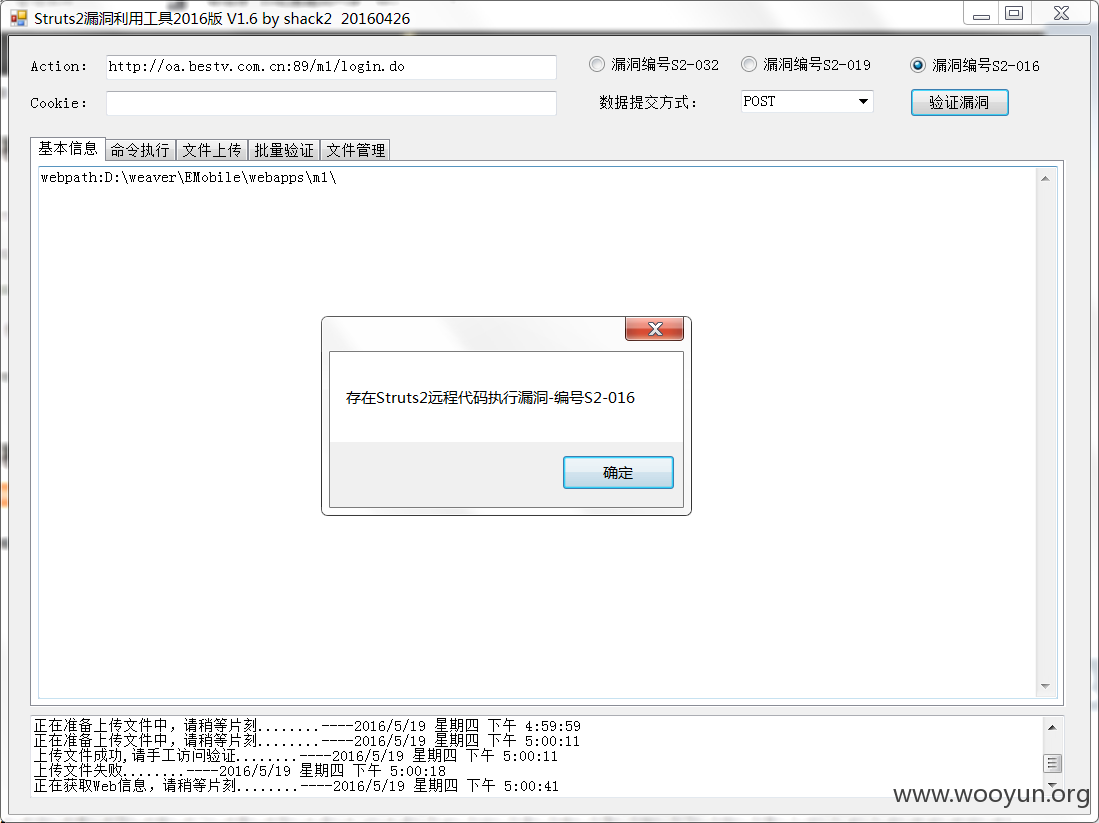 Struts2漏洞利用工具2016版 V1.6 by shack2 20160426
Action: http://oa.bestv.com.cn:89/m1/login.do 漏洞编号S2-032 漏洞编号S2-019 漏洞编号S2-016
Cookie: 数据提交方式: POST 验证漏洞
基本信息 命令执行 文件上传 批量验证 文件管理
webpath:D:\weaver\EMobile\webapps\m1\
存在Struts2远程代码执行漏洞-编号S2-016
确定
正在准备上传文件中，请稍等片刻........----2016/5/19 星期四 下午 4:59:59
正在准备上传文件中，请稍等片刻........----2016/5/19 星期四 下午 5:00:11
上传文件成功,请手工访问验证........----2016/5/19 星期四 下午 5:00:11
上传文件失败........----2016/5/19 星期四 下午 5:00:18
正在获取Web信息，请稍等片刻........----2016/5/19 星期四 下午 5:00:41
www.wooyun.org